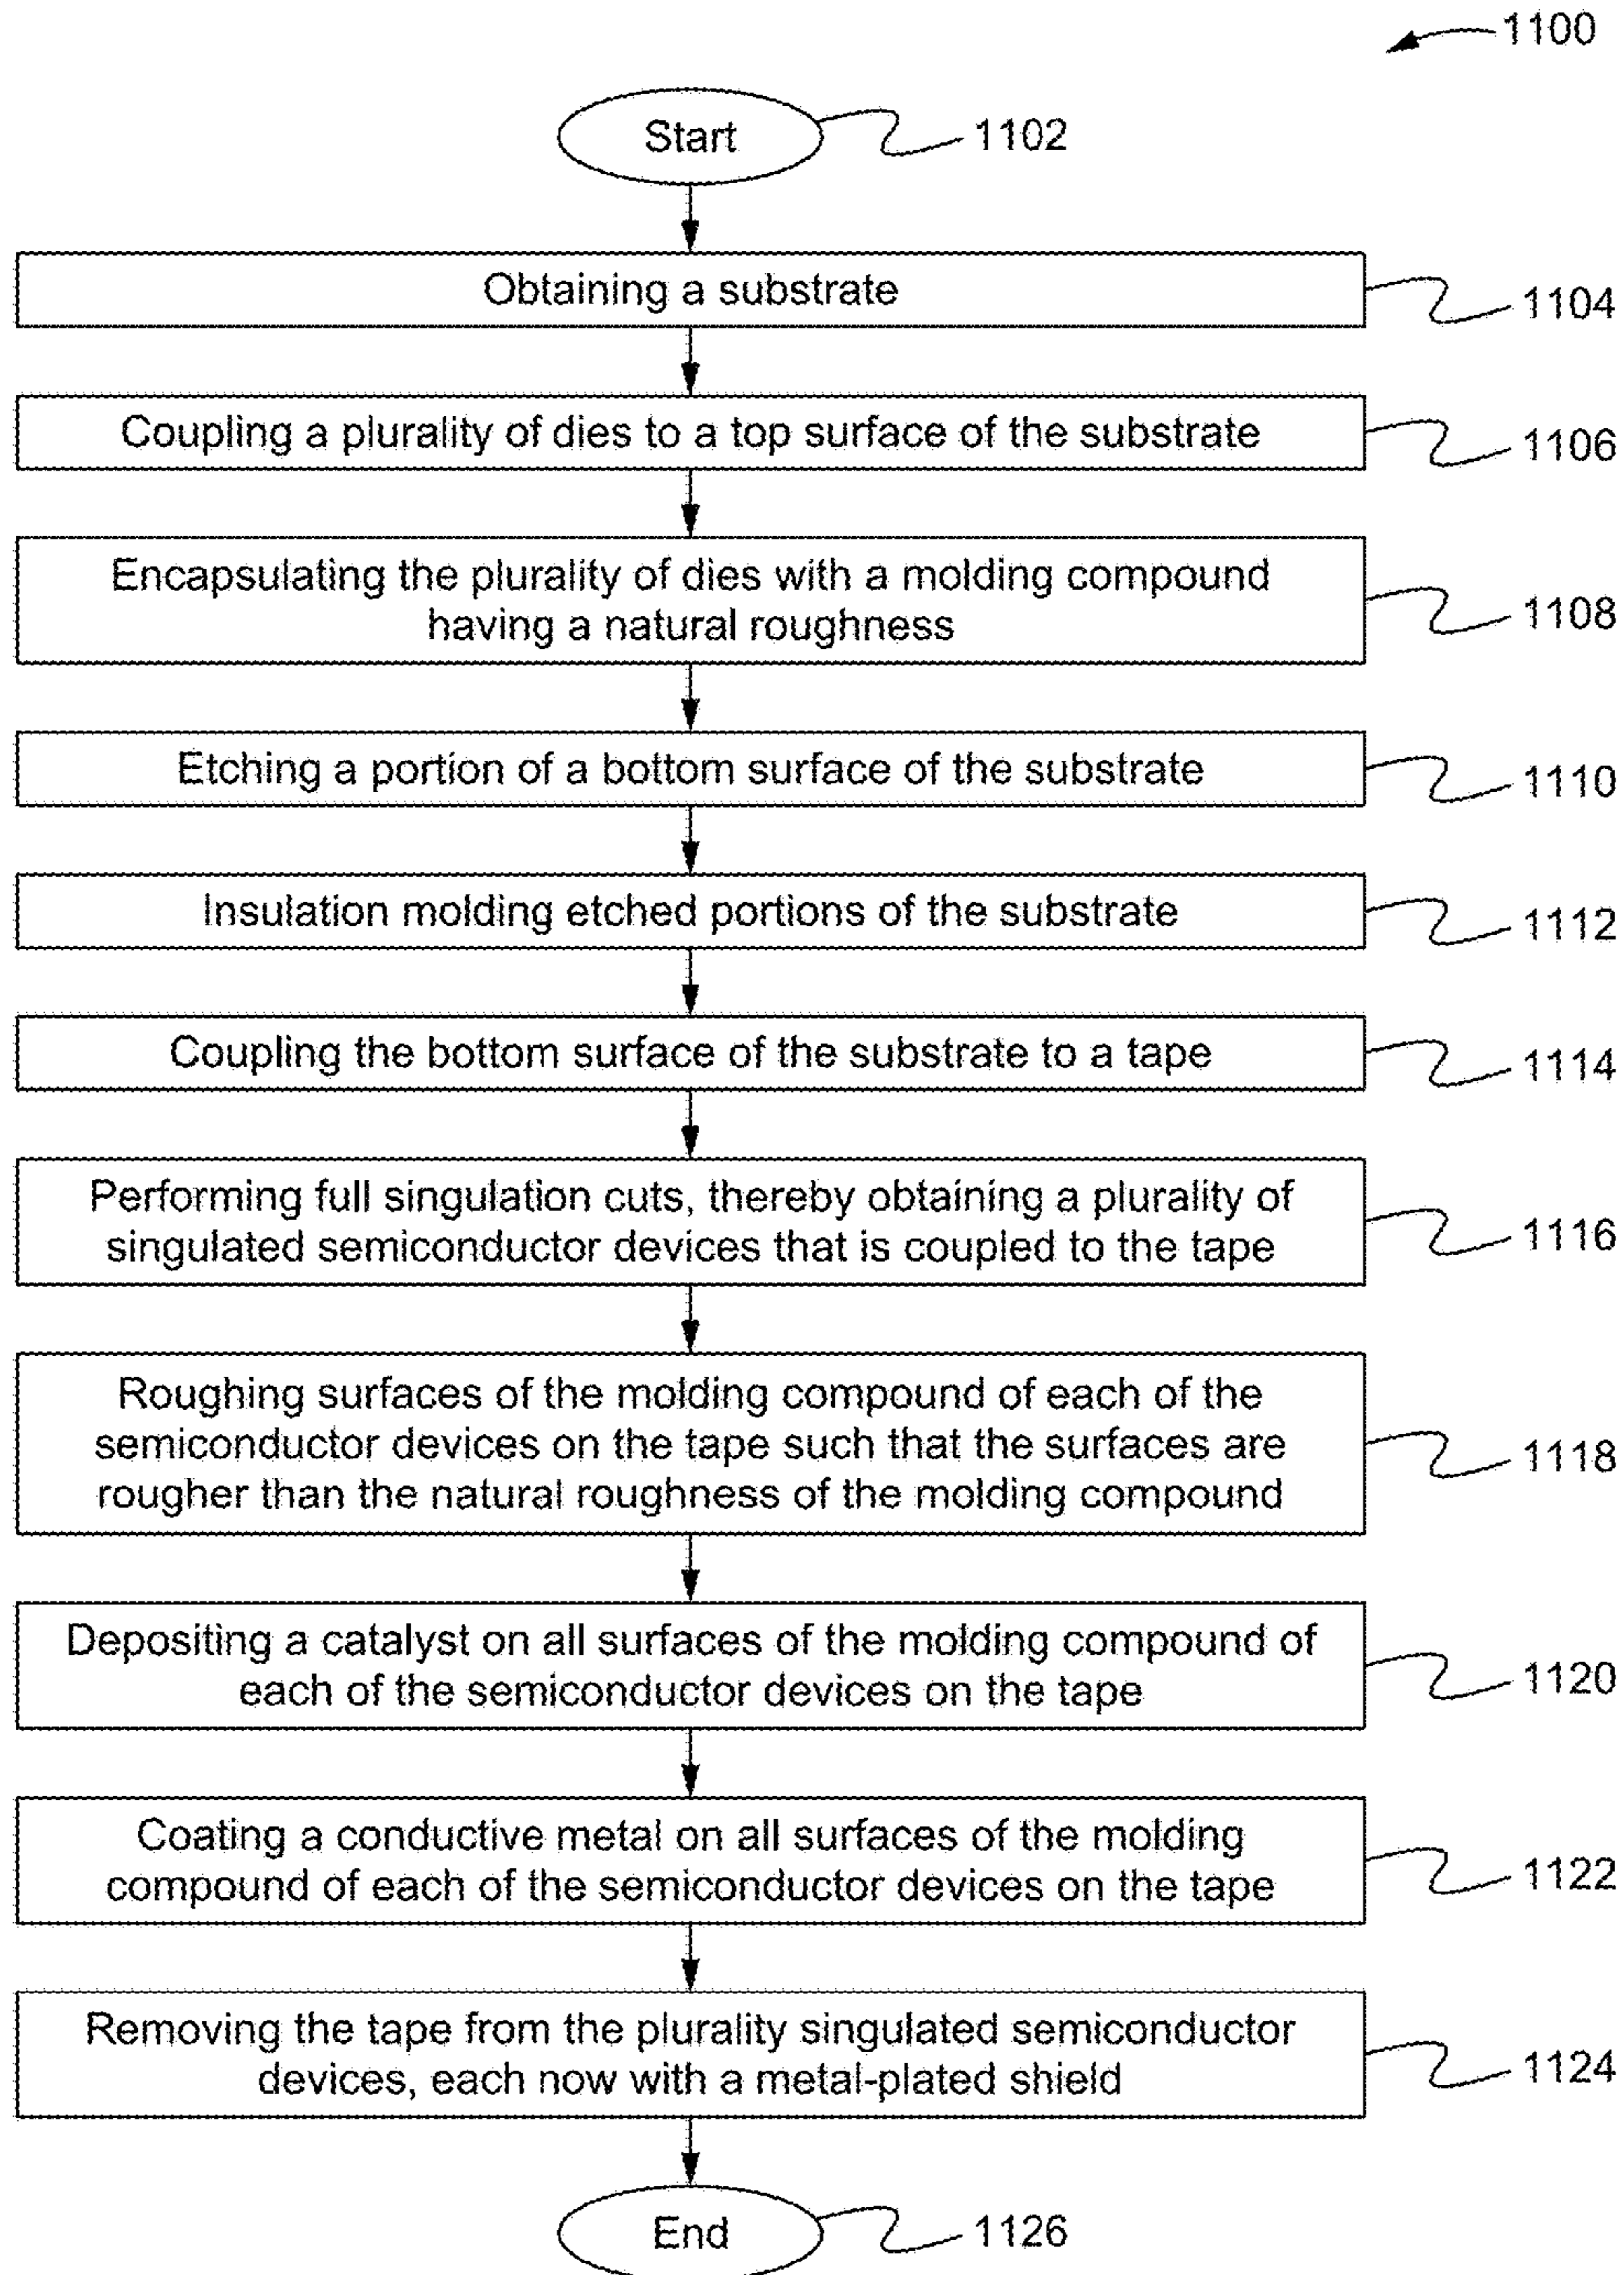 1100
Start
1102
Obtaining a substrate
1104
Coupling a plurality of dies to a top surface of the substrate
1106
Encapsulating the plurality of dies with a molding compound
having a natural roughness
1108
Etching a portion of a bottom surface of the substrate
1110
Insulation molding etched portions of the substrate
1112
Coupling the bottom surface of the substrate to a tape
1114
Performing full singulation cuts, thereby obtaining a plurality of
singulated semiconductor devices that is coupled to the tape
1116
Roughing surfaces of the molding compound of each of the
semiconductor devices on the tape such that the surfaces are
rougher than the natural roughness of the molding compound
1118
Depositing a catalyst on all surfaces of the molding compound of
each of the semiconductor devices on the tape
1120
Coating a conductive metal on all surfaces of the molding
compound of each of the semiconductor devices on the tape
1122
Removing the tape from the plurality singulated semiconductor
devices, each now with a metal-plated shield
1124
End
1126